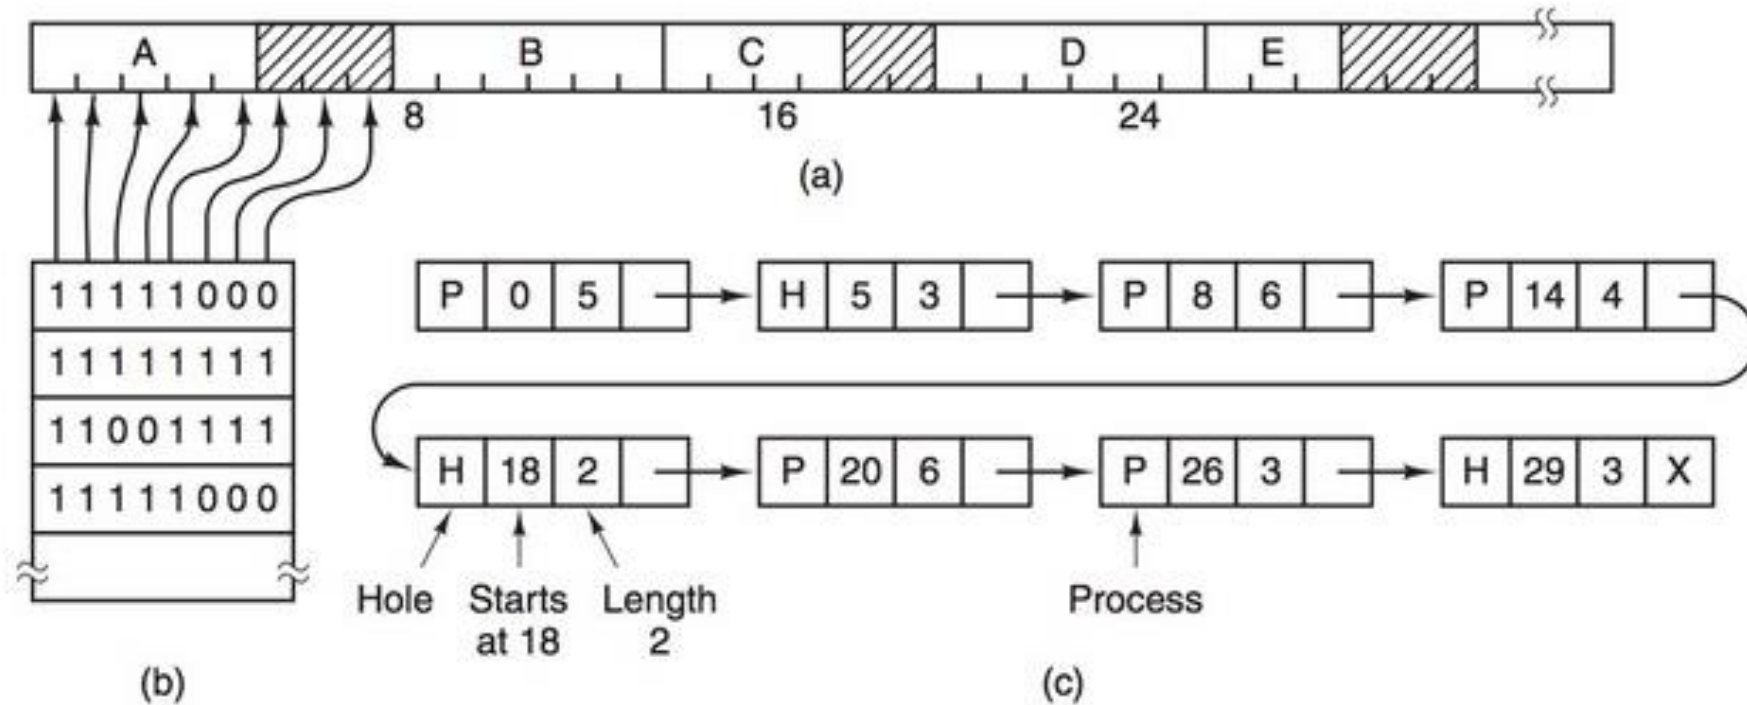 A B C D E
8 16 24
(a)
11111000
11111111
11001111
11111000
(b)
P 0 5 H 5 3 P 8 6 P 14 4
H 18 2 P 20 6 P 26 3 H 29 3 X
Hole Starts at 18 Length 2 Process
(c)